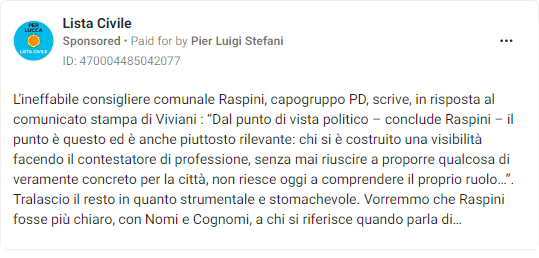 Lista Civile
Sponsored • Paid for by Pier Luigi Stefani
ID: 470004485042077
PER
LUCCA
LISTA CIVILE
L'ineffabile consigliere comunale Raspini, capogruppo PD, scrive, in risposta al
comunicato stampa di Viviani : "Dal punto di vista politico – conclude Raspini – il
punto è questo ed è anche piuttosto rilevante: chi si è costruito una visibilità
facendo il contestatore di professione, senza mai riuscire a proporre qualcosa di
veramente concreto per la città, non riesce oggi a comprendere il proprio ruolo…".
Tralascio il resto in quanto strumentale e stomachevole. Vorremmo che Raspini
fosse più chiaro, con Nomi e Cognomi, a chi si riferisce quando parla di…